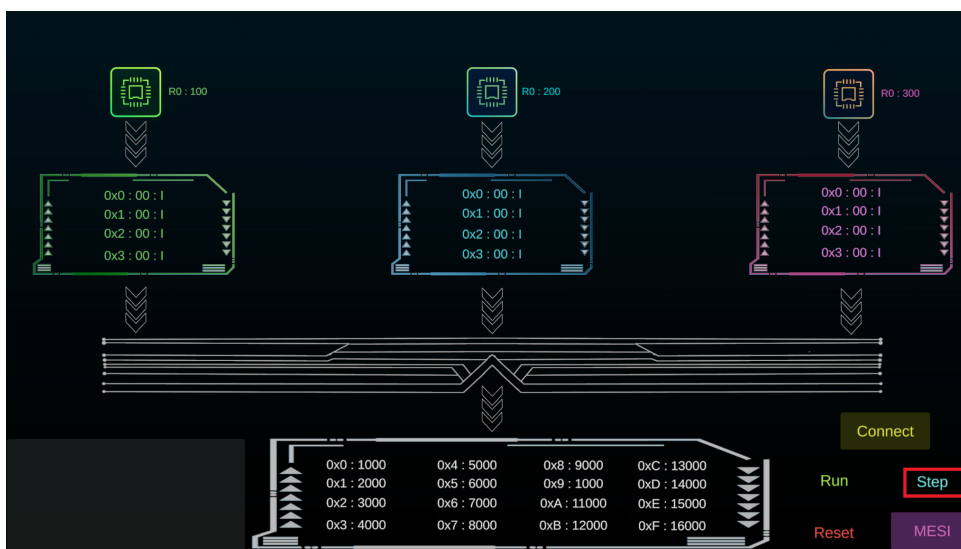 R0 : 100
R0 : 200
R0 : 300
0x0 : 00 : I
0x1 : 00 : I
0x2 : 00 : I
0x3 : 00 : I
0x0 : 00 : I
0x1 : 00 : I
0x2 : 00 : I
0x3 : 00 : I
0x0 : 00 : I
0x1 : 00 : I
0x2 : 00 : I
0x3 : 00 : I
0x0 : 1000 0x4 : 5000 0x8 : 9000 0xC : 13000
0x1 : 2000 0x5 : 6000 0x9 : 1000 0xD : 14000
0x2 : 3000 0x6 : 7000 0xA : 11000 0xE : 15000
0x3 : 4000 0x7 : 8000 0xB : 12000 0xF : 16000
Connect
Run
Step
Reset
MESI